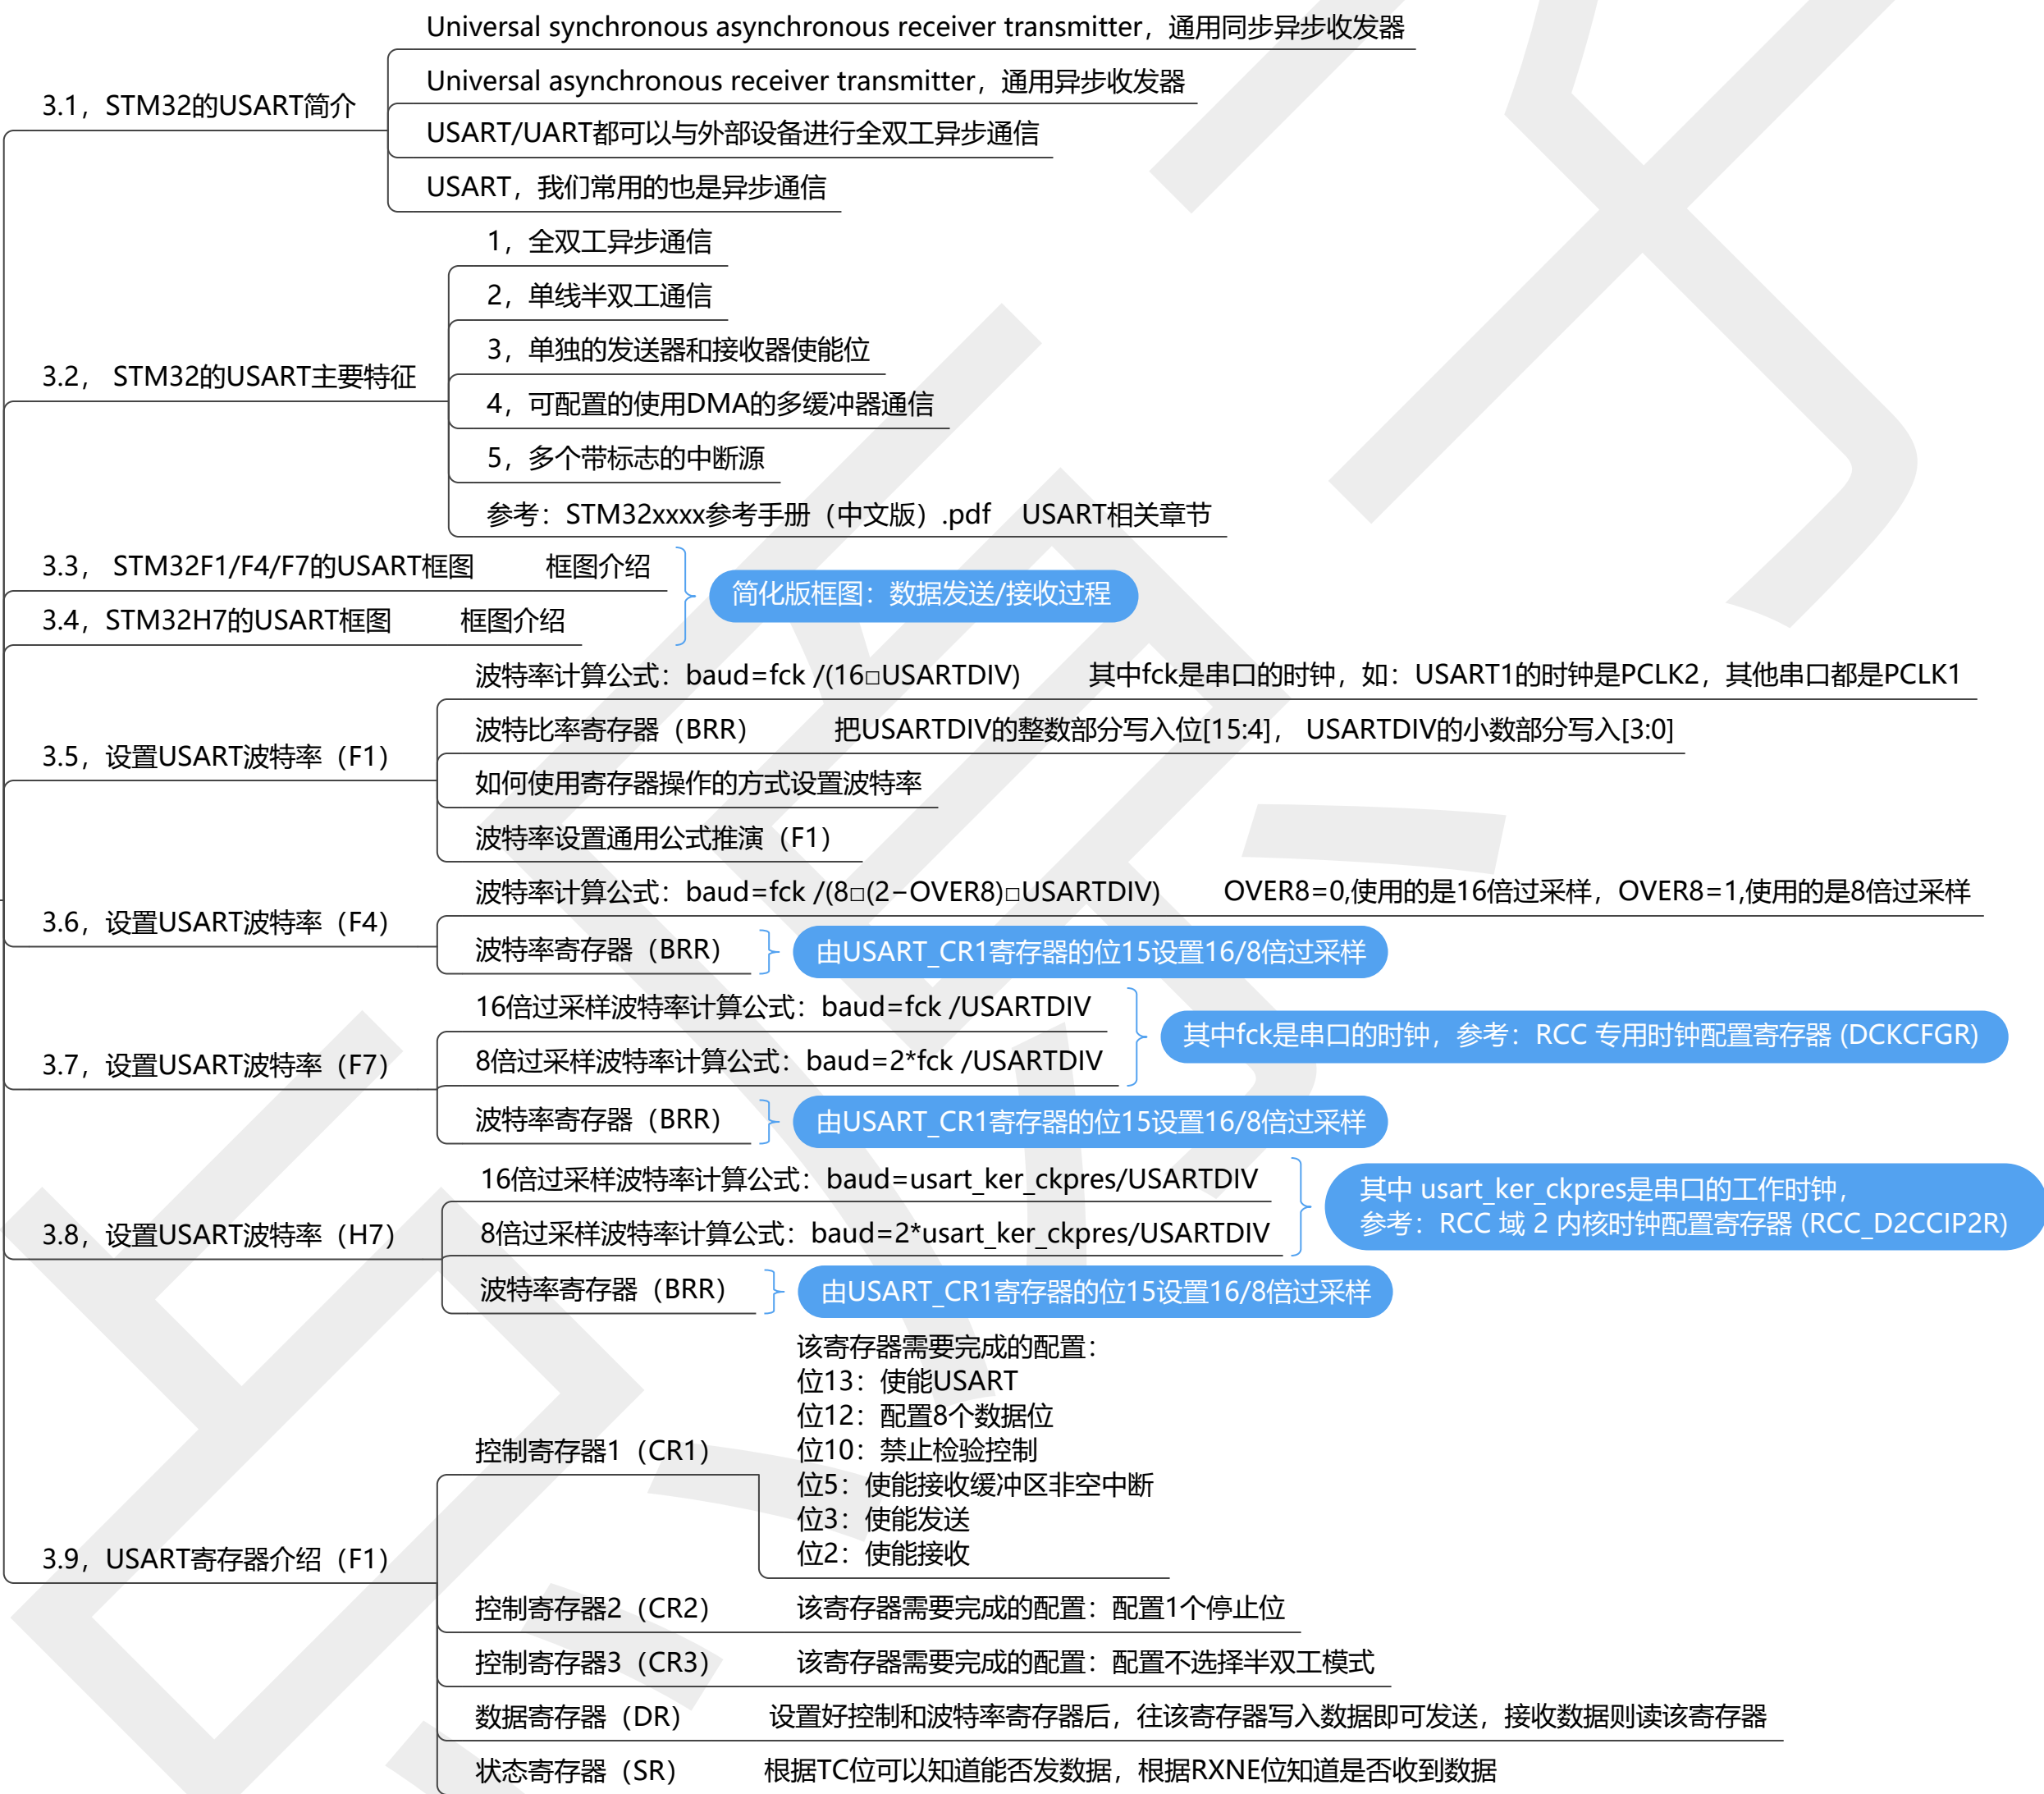 Universal synchronous asynchronous receiver transmitter，通用同步异步收发器
Universal asynchronous receiver transmitter，通用异步收发器
3.1，STM32的USART简介
USART/UART都可以与外部设备进行全双工异步通信
USART，我们常用的也是异步通信
1，全双工异步通信
2，单线半双工通信
3，单独的发送器和接收器使能位
3.2， STM32的USART主要特征
4，可配置的使用DMA的多缓冲器通信
5，多个带标志的中断源
参考：STM32xxxx参考手册（中文版）.pdf    USART相关章节
3.3， STM32F1/F4/F7的USART框图    框图介绍
简化版框图：数据发送/接收过程
3.4，STM32H7的USART框图    框图介绍
波特率计算公式：baud=fck /(16□USARTDIV)    其中fck是串口的时钟，如：USART1的时钟是PCLK2，其他串口都是PCLK1
波特比率寄存器（BRR）    把USARTDIV的整数部分写入位[15:4]， USARTDIV的小数部分写入[3:0]
3.5，设置USART波特率（F1）
如何使用寄存器操作的方式设置波特率
波特率设置通用公式推演（F1）
波特率计算公式：baud=fck /(8□(2−OVER8)□USARTDIV)    OVER8=0,使用的是16倍过采样，OVER8=1,使用的是8倍过采样
3.6，设置USART波特率（F4）
波特率寄存器（BRR）    由USART_CR1寄存器的位15设置16/8倍过采样
16倍过采样波特率计算公式：baud=fck /USARTDIV
其中fck是串口的时钟，参考：RCC 专用时钟配置寄存器 (DCKCFGR)
3.7，设置USART波特率（F7）
8倍过采样波特率计算公式：baud=2*fck /USARTDIV
波特率寄存器（BRR）    由USART_CR1寄存器的位15设置16/8倍过采样
16倍过采样波特率计算公式：baud=usart_ker_ckpres/USARTDIV
其中 usart_ker_ckpres是串口的工作时钟，
参考：RCC 域 2 内核时钟配置寄存器 (RCC_D2CCIP2R)
3.8，设置USART波特率（H7）
8倍过采样波特率计算公式：baud=2*usart_ker_ckpres/USARTDIV
波特率寄存器（BRR）    由USART_CR1寄存器的位15设置16/8倍过采样
该寄存器需要完成的配置：
位13：使能USART
位12：配置8个数据位
控制寄存器1（CR1）
位10：禁止检验控制
位5：使能接收缓冲区非空中断
位3：使能发送
位2：使能接收
3.9，USART寄存器介绍（F1）
控制寄存器2（CR2）    该寄存器需要完成的配置：配置1个停止位
控制寄存器3（CR3）    该寄存器需要完成的配置：配置不选择半双工模式
数据寄存器（DR）    设置好控制和波特率寄存器后，往该寄存器写入数据即可发送，接收数据则读该寄存器
状态寄存器（SR）    根据TC位可以知道能否发数据，根据RXNE位知道是否收到数据